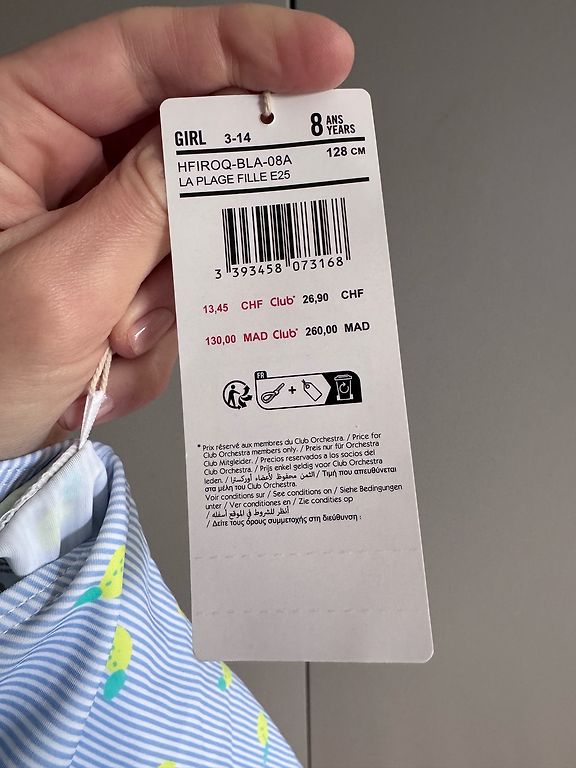 GIRL 3-14 8 ANS YEARS
HFIROQ-BLA-08A 128 CM
LA PLAGE FILLE E25
3 393458 073168
13,45 CHF Club* 26,90 CHF
130,00 MAD Club* 260,00 MAD
FR
+
* Prix réservé aux membres du Club Orchestra. / Price for
Club Orchestra members only. / Preis nur für Orchestra
Club Mitglieder. / Precios reservados a los socios del
Club Orchestra. / Prijs enkel geldig voor Club Orchestra
leden. / الثمن محفوظ لأعضاء أوركسترا / Τιμή που απευθύνεται
στα μέλη του Club Orchestra.
Voir conditions sur / See conditions on / Siehe Bedingungen
unter / Ver conditiones en / Zie condities op
/ أنظر للشروط في الموقع أسفله
/ Δείτε τους όρους συμμετοχής στη διεύθυνση :